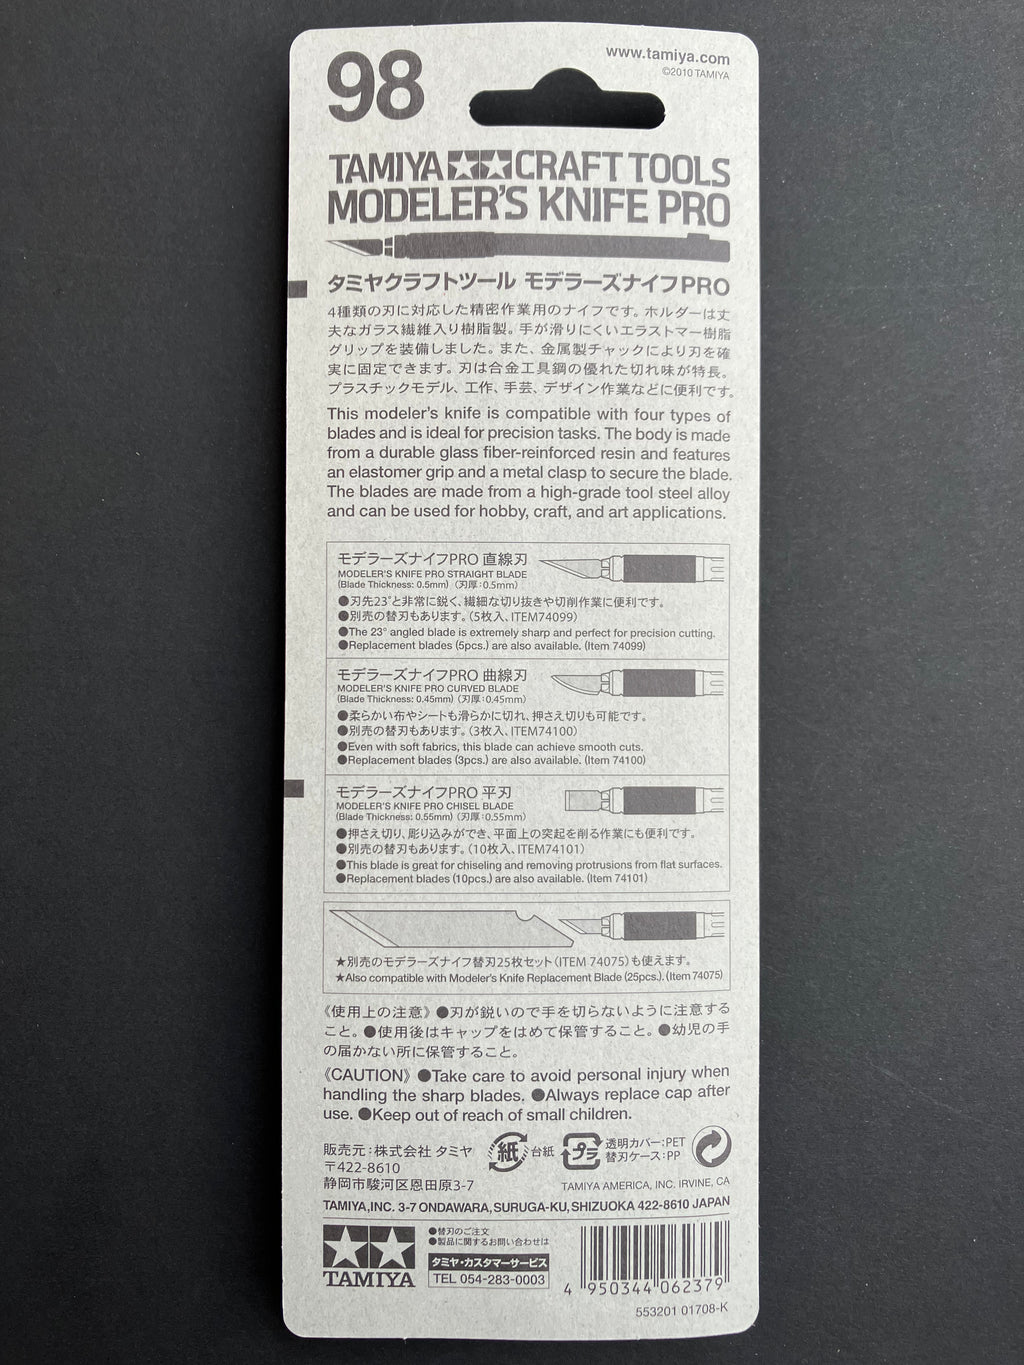 98
www.tamiya.com
©2010 TAMIYA
TAMIYA CRAFT TOOLS
MODELER'S KNIFE PRO
タミヤクラフトツール モデラーズナイフPRO
4種類の刃に対応した精密作業用のナイフです。ホルダーは丈
夫なガラス繊維入り樹脂製。手が滑りにくいエラストマー樹脂
グリップを装備しました。また、金属製チャックにより刃を確
実に固定できます。刃は合金工具鋼の優れた切れ味が特長。
プラスチックモデル、工作、手芸、デザイン作業などに便利です。
This modeler's knife is compatible with four types of
blades and is ideal for precision tasks. The body is made
from a durable glass fiber-reinforced resin and features
an elastomer grip and a metal clasp to secure the blade.
The blades are made from a high-grade tool steel alloy
and can be used for hobby, craft, and art applications.
モデラーズナイフPRO 直線刃
MODELER'S KNIFE PRO STRAIGHT BLADE
(Blade Thickness: 0.5mm) (刃厚:0.5mm)
●刃先23°と非常に鋭く、繊細な切り抜きや切削作業に便利です。
●別売の替刃もあります。(5枚入、ITEM74099)
●The 23° angled blade is extremely sharp and perfect for precision cutting.
●Replacement blades (5pcs.) are also available. (Item 74099)
モデラーズナイフPRO 曲線刃
MODELER'S KNIFE PRO CURVED BLADE
(Blade Thickness: 0.45mm) (刃厚:0.45mm)
●柔らかい布やシートも滑らかに切れ、押さえ切りも可能です。
●別売の替刃もあります。(3枚入、ITEM74100)
●Even with soft fabrics, this blade can achieve smooth cuts.
●Replacement blades (3pcs.) are also available. (Item 74100)
モデラーズナイフPRO 平刃
MODELER'S KNIFE PRO CHISEL BLADE
(Blade Thickness: 0.55mm) (刃厚:0.55mm)
●押さえ切り、彫り込みができ、平面上の突起を削る作業にも便利です。
●別売の替刃もあります。(10枚入、ITEM74101)
●This blade is great for chiseling and removing protrusions from flat surfaces.
●Replacement blades (10pcs.) are also available. (Item 74101)
★別売のモデラーズナイフ替刃25枚セット(ITEM 74075)も使えます。
★Also compatible with Modeler's Knife Replacement Blade (25pcs.). (Item 74075)
《使用上の注意》●刃が鋭いので手を切らないように注意する
こと。●使用後はキャップをはめて保管すること。●幼児の手
の届かない所に保管すること。
《CAUTION》●Take care to avoid personal injury when
handling the sharp blades. ●Always replace cap after
use. ●Keep out of reach of small children.
販売元:株式会社 タミヤ
〒422-8610
静岡市駿河区恩田原3-7
紙 台紙
プラ 透明カバー:PET
替刃ケース:PP
TAMIYA AMERICA, INC. IRVINE, CA
TAMIYA,INC. 3-7 ONDAWARA, SURUGA-KU, SHIZUOKA 422-8610 JAPAN
TAMIYA
●替刃のご注文
●製品に関するお問い合わせは
タミヤ・カスタマーサービス
TEL 054-283-0003
4 950344 062379
553201 01708-K